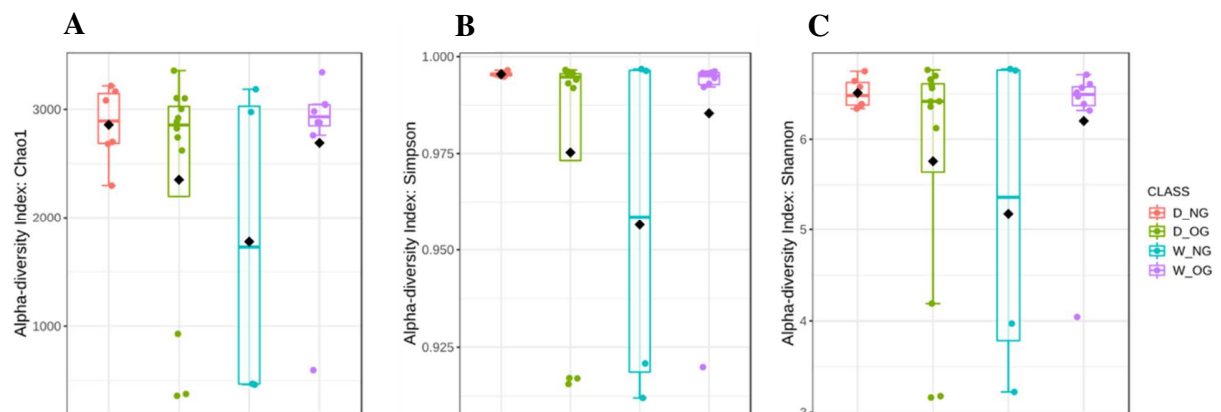 A
B
C
Alpha-diversity Index: Chao1
3000
2000
1000
Alpha-diversity Index: Simpson
1.000
0.975
0.950
0.925
Alpha-diversity Index: Shannon
6
5
4
3
CLASS
D_NG
D_OG
W_NG
W_OG